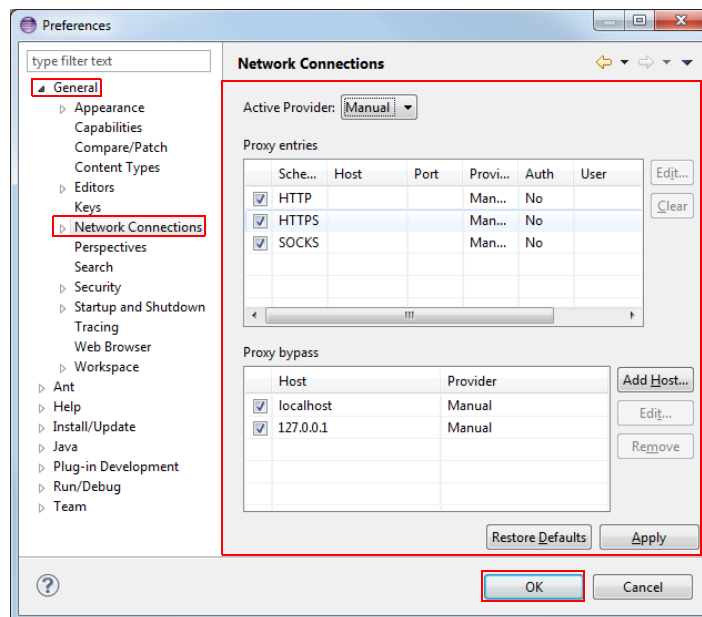 Preferences
type filter text
Network Connections
General
Appearance
Capabilities
Compare/Patch
Content Types
Editors
Keys
Network Connections
Perspectives
Search
Security
Startup and Shutdown
Tracing
Web Browser
Workspace
Ant
Help
Install/Update
Java
Plug-in Development
Run/Debug
Team
Active Provider: Manual
Proxy entries
Sche... Host Port Provi... Auth User
HTTP Man... No
HTTPS Man... No
SOCKS Man... No
Edit...
Clear
Proxy bypass
Host Provider
localhost Manual
127.0.0.1 Manual
Add Host...
Edit...
Remove
Restore Defaults Apply
? OK Cancel